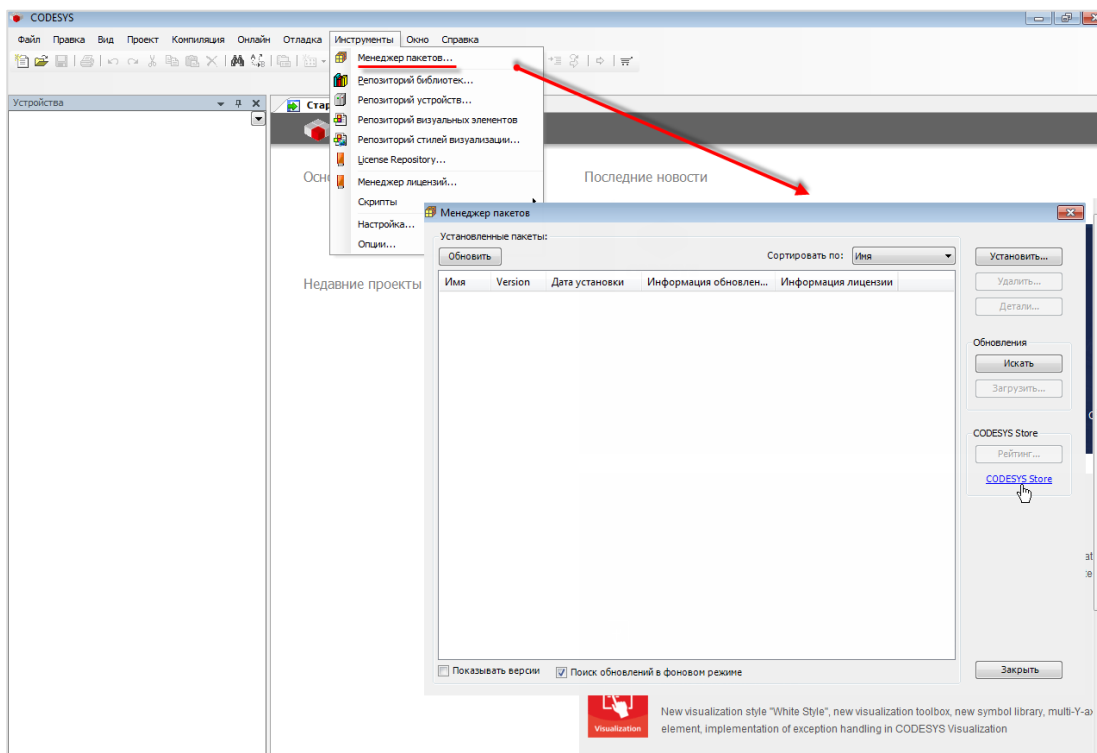 CODESYS
Файл Правка Вид Проект Компиляция Онлайн Отладка Инструменты Окно Справка
Менеджер пакетов...
Репозиторий библиотек...
Репозиторий устройств...
Репозиторий визуальных элементов
Репозиторий стилей визуализации...
License Repository...
Менеджер лицензий...
Скрипты
Настройка...
Опции...
Устройства
Стар
Осн
Последние новости
Недавние проекты
Менеджер пакетов
Установленные пакеты:
Обновить
Сортировать по: Имя
Имя Version Дата установки Информация обновлен... Информация лицензии
Установить...
Удалить...
Детали...
Обновления
Искать
Загрузить...
CODESYS Store
Рейтинг...
CODESYS Store
Показывать версии
Поиск обновлений в фоновом режиме
Закрыть
Visualization
New visualization style "White Style", new visualization toolbox, new symbol library, multi-Y-ax
element, implementation of exception handling in CODESYS Visualization